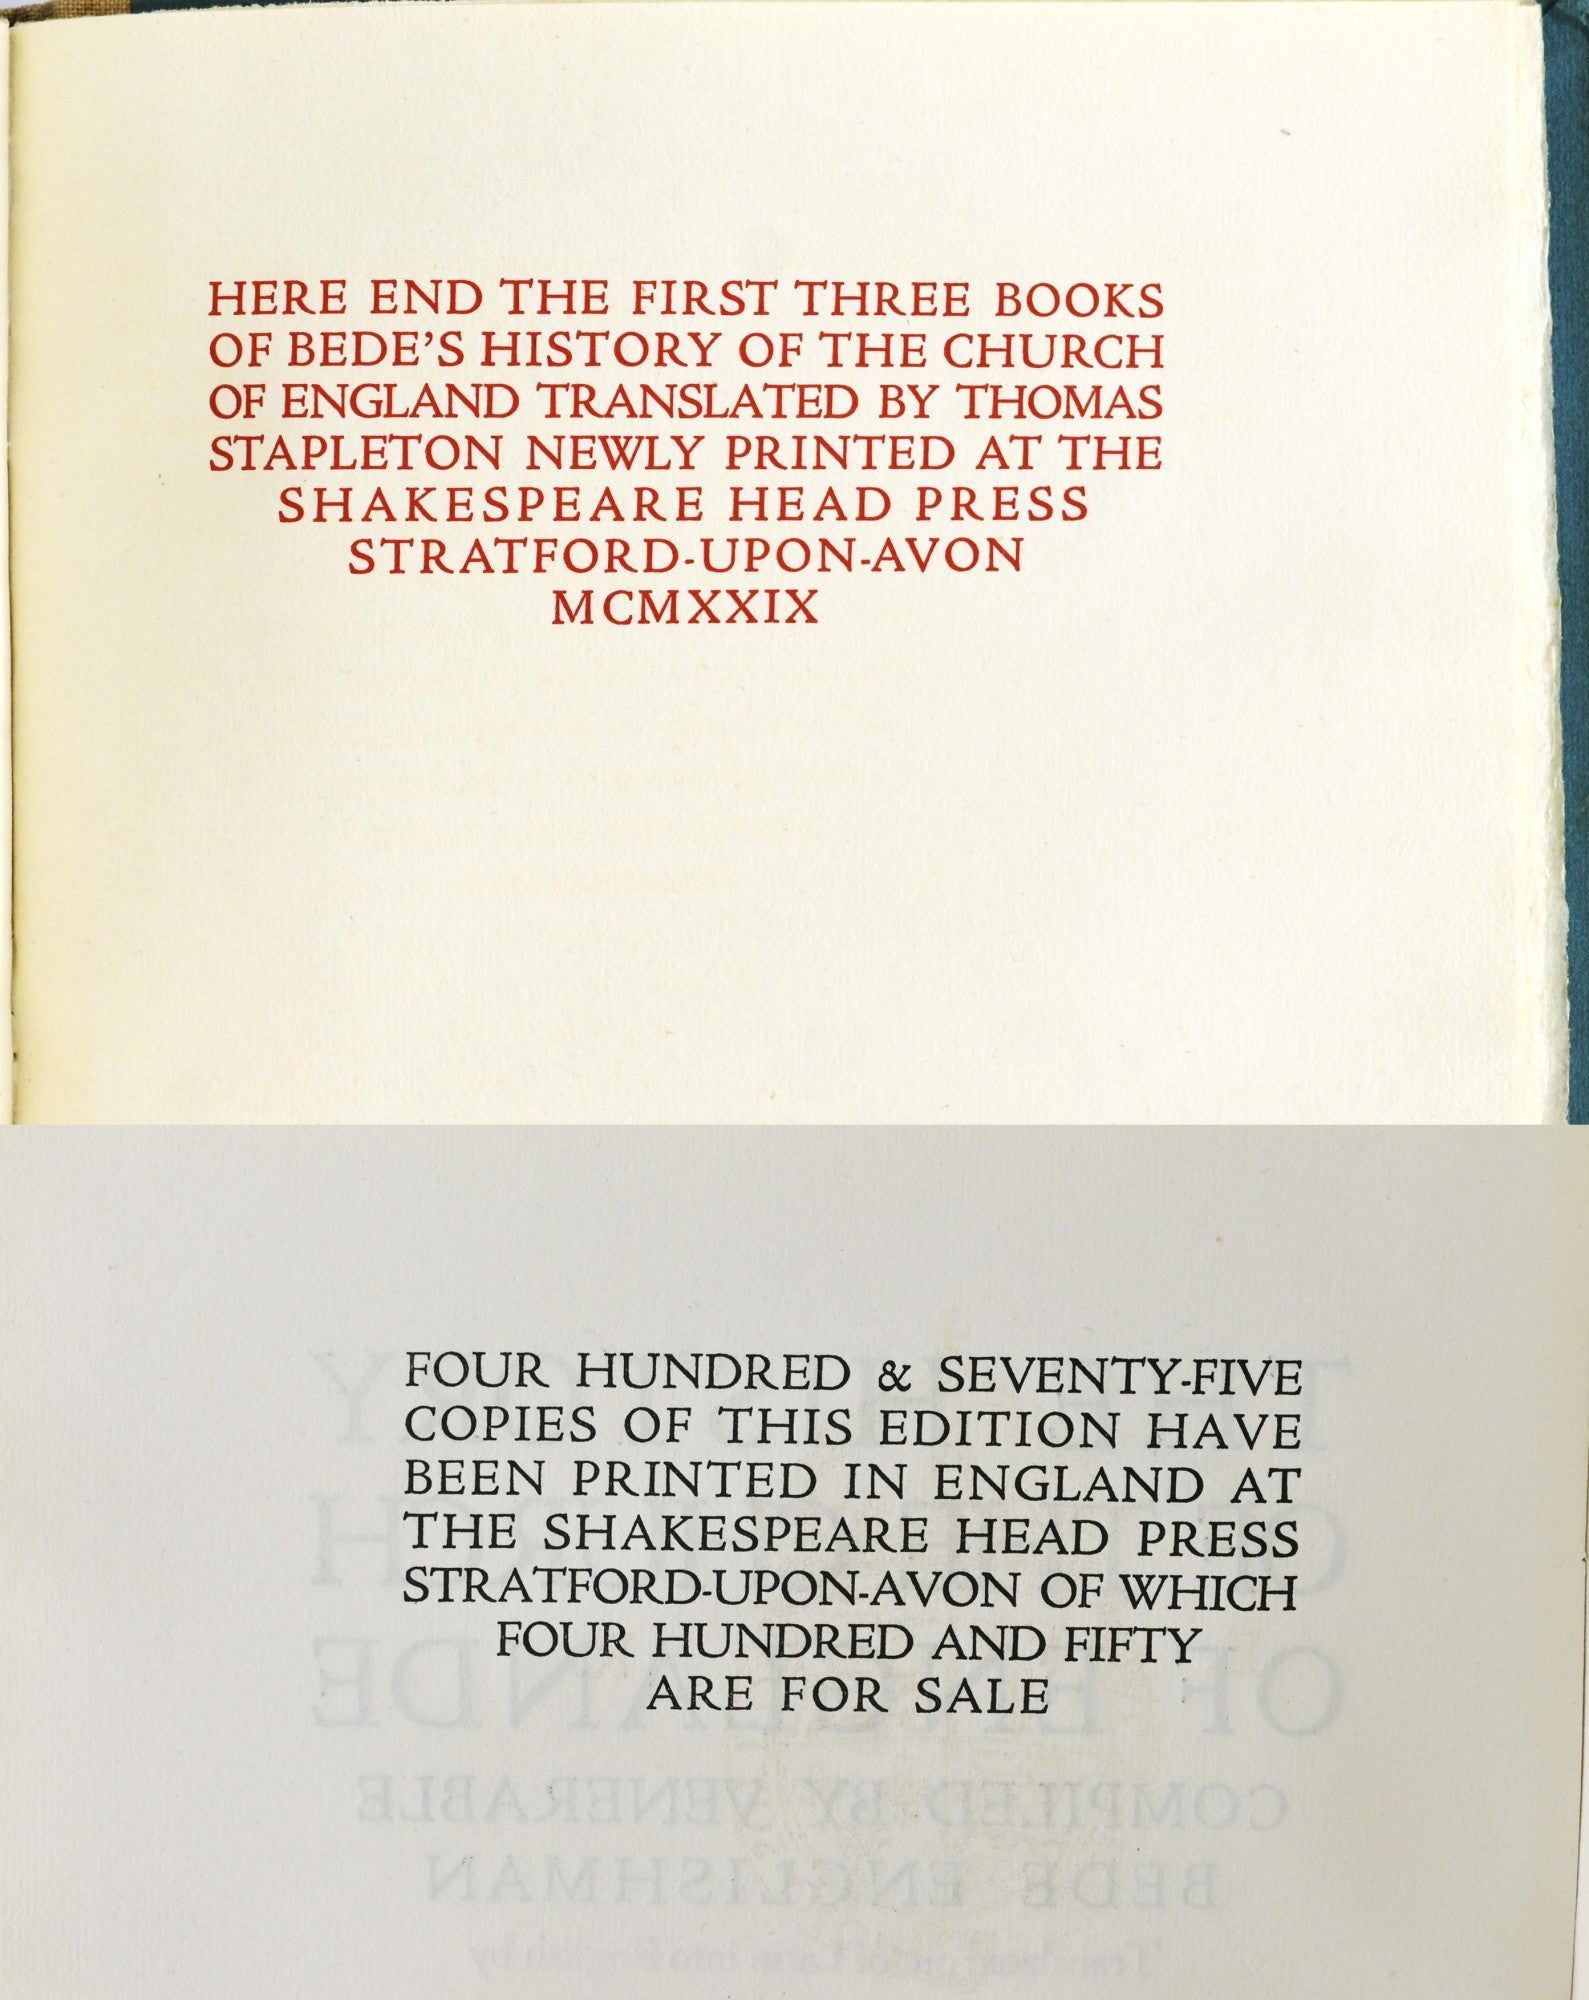 HERE END THE FIRST THREE BOOKS
OF BEDE'S HISTORY OF THE CHURCH
OF ENGLAND TRANSLATED BY THOMAS
STAPLETON NEWLY PRINTED AT THE
SHAKESPEARE HEAD PRESS
STRATFORD-UPON-AVON
MCMXXIX
FOUR HUNDRED & SEVENTY-FIVE
COPIES OF THIS EDITION HAVE
BEEN PRINTED IN ENGLAND AT
THE SHAKESPEARE HEAD PRESS
STRATFORD-UPON-AVON OF WHICH
FOUR HUNDRED AND FIFTY
ARE FOR SALE